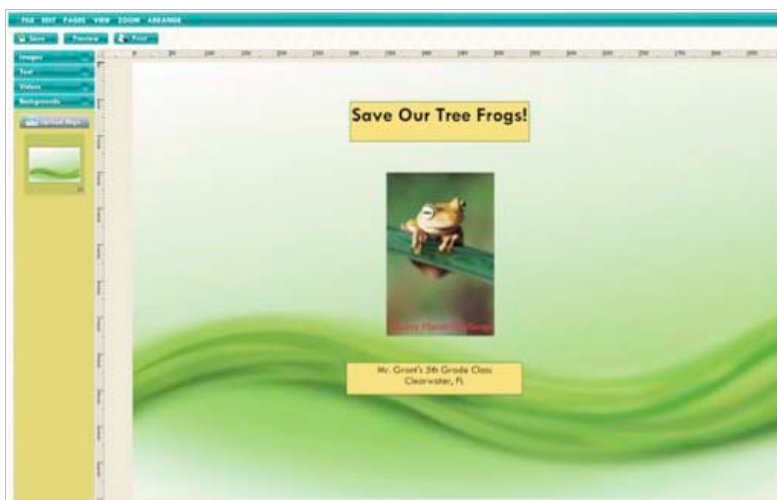 FILE EDIT PAGES VIEW ZOOM ARRANGE
Save Preview Print
Images
Text
Videos
Backgrounds
Save Our Tree Frogs!
Mr. Grant's 5th Grade Class
Clearwater, FL